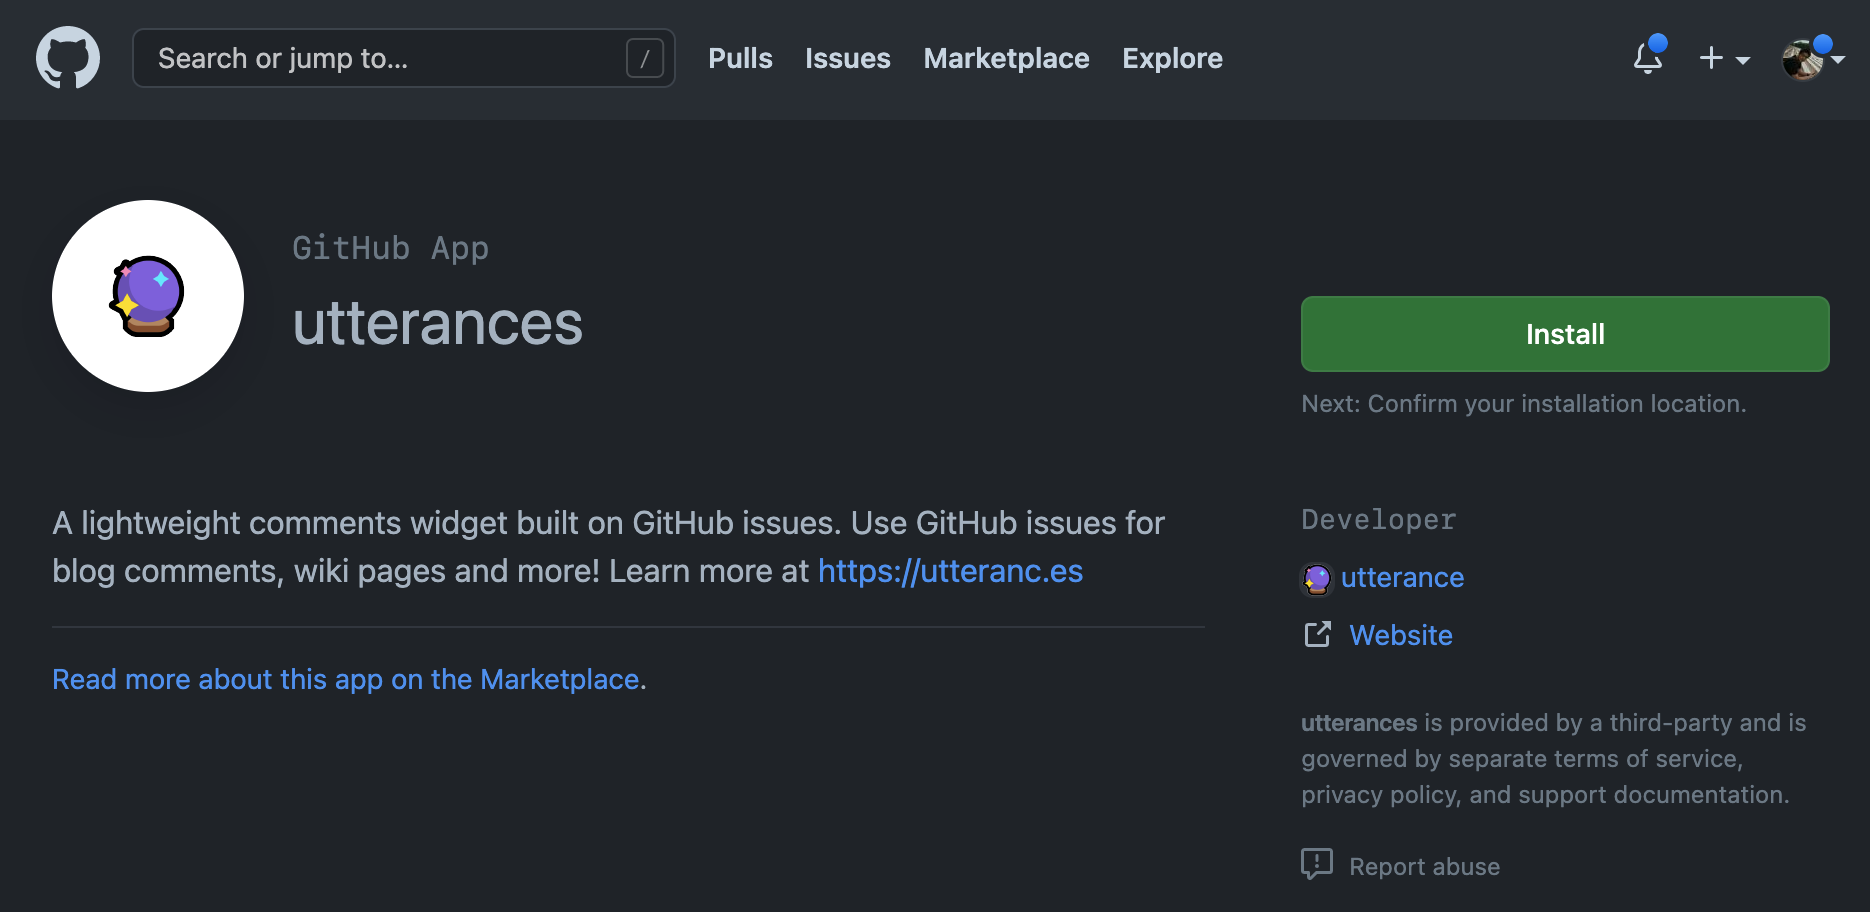 Search or jump to...
/
Pulls
Issues
Marketplace
Explore
GitHub App
utterances
Install
Next: Confirm your installation location.
A lightweight comments widget built on GitHub issues. Use GitHub issues for
blog comments, wiki pages and more! Learn more at https://utteranc.es
Read more about this app on the Marketplace.
Developer
utterance
Website
utterances is provided by a third-party and is
governed by separate terms of service,
privacy policy, and support documentation.
Report abuse